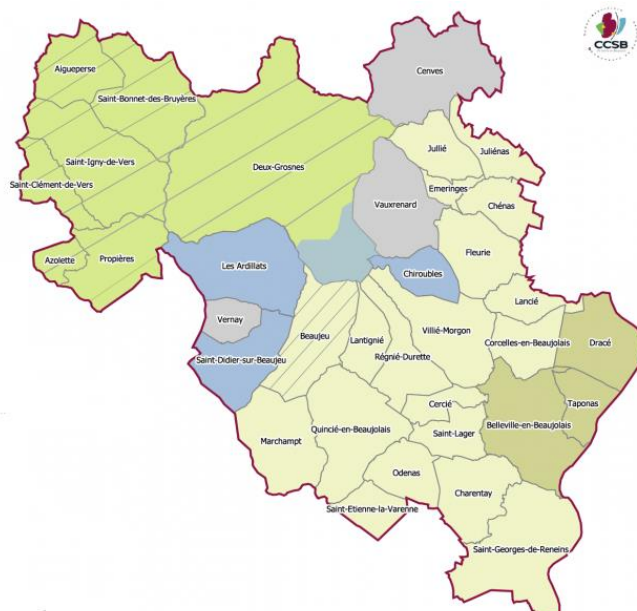 CCSB
Cenves
Aigueperse
Saint-Bonnet-des-Bruyères
Jullié
Juliénas
Saint-Igny-de-Vers
Deux-Grosnes
Saint-Clément-de-Vers
Emeringes
Vauxrenard
Chénas
Fleurie
Azolette
Propières
Les Ardillats
Chiroubles
Lancié
Vernay
Beaujeu
Lantignié
Villié-Morgon
Corcelles-en-Beaujolais
Dracé
Saint-Didier-sur-Beaujeu
Régnié-Durette
Taponas
Cercié
Belleville-en-Beaujolais
Marchampt
Quincié-en-Beaujolais
Saint-Lager
Odenas
Charentay
Saint-Etienne-la-Varenne
Saint-Georges-de-Reneins